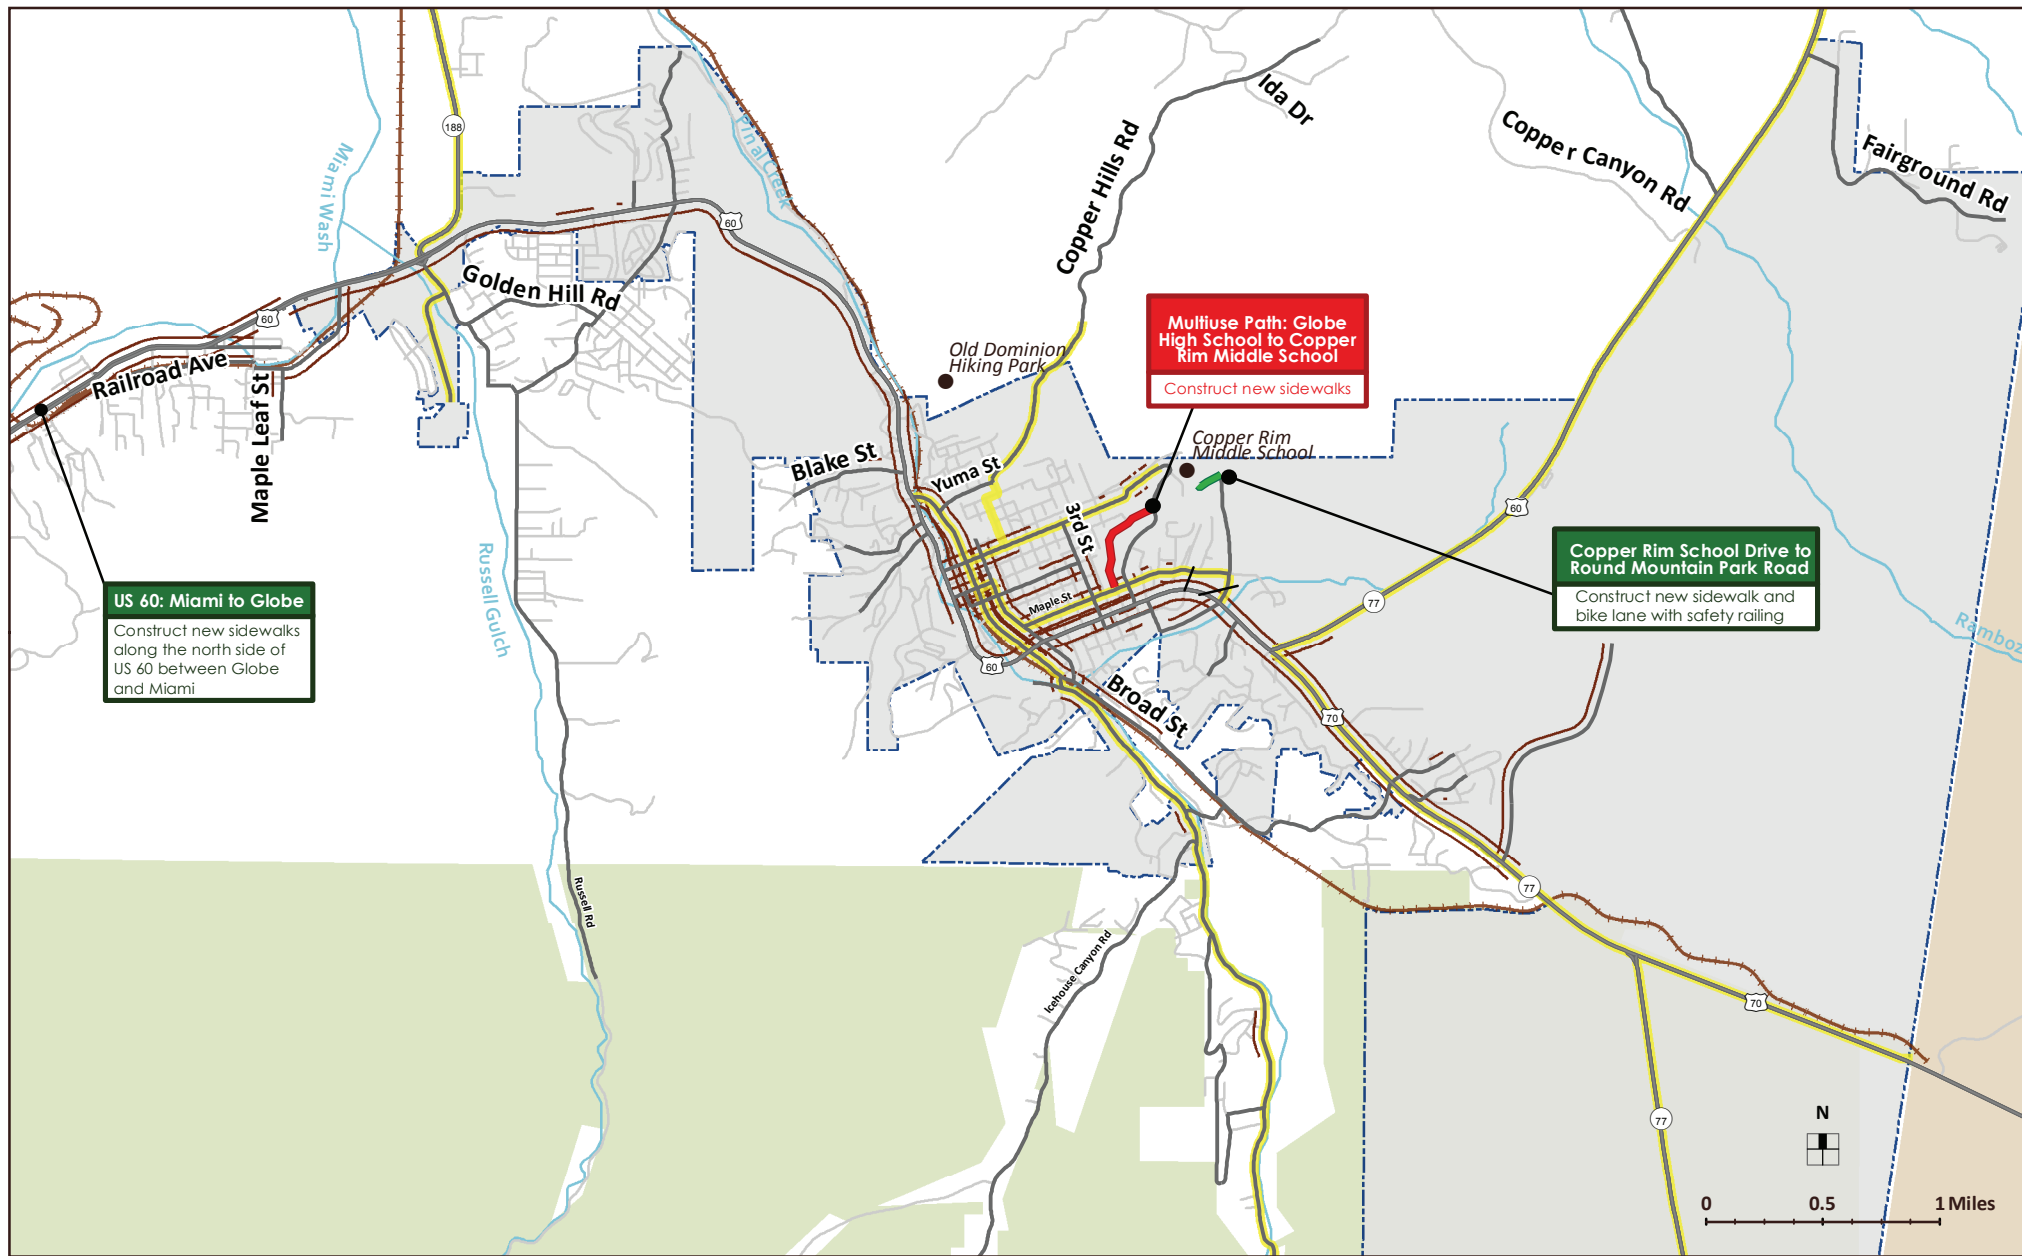 188
Pinal Creek
Miami Wash
60
Golden Hill Rd
60
Railroad Ave
Maple Leaf St
Ida Dr
Copper Hills Rd
Copper Canyon Rd
Fairground Rd
Old Dominion
Hiking Park
Multiuse Path: Globe
High School to Copper
Rim Middle School
Construct new sidewalks
Copper Rim
Middle School
Blake St
Yuma St
3rd St
Maple St
60
60
77
Copper Rim School Drive to
Round Mountain Park Road
Construct new sidewalk and
bike lane with safety railing
US 60: Miami to Globe
Construct new sidewalks
along the north side of
US 60 between Globe
and Miami
Russell Gulch
Ramboz
Broad St
70
77
Russell Rd
Icehouse Canyon Rd
70
77
N
0 0.5 1 Miles